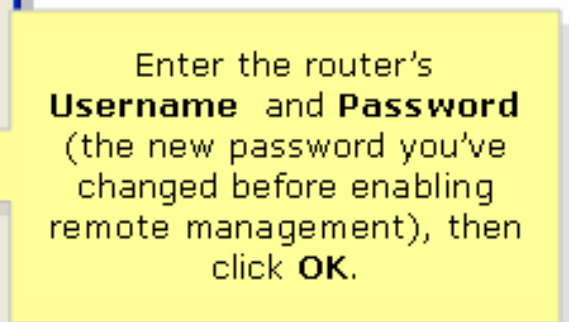 Enter the router's
Username and Password
(the new password you've
changed before enabling
remote management), then
click OK.